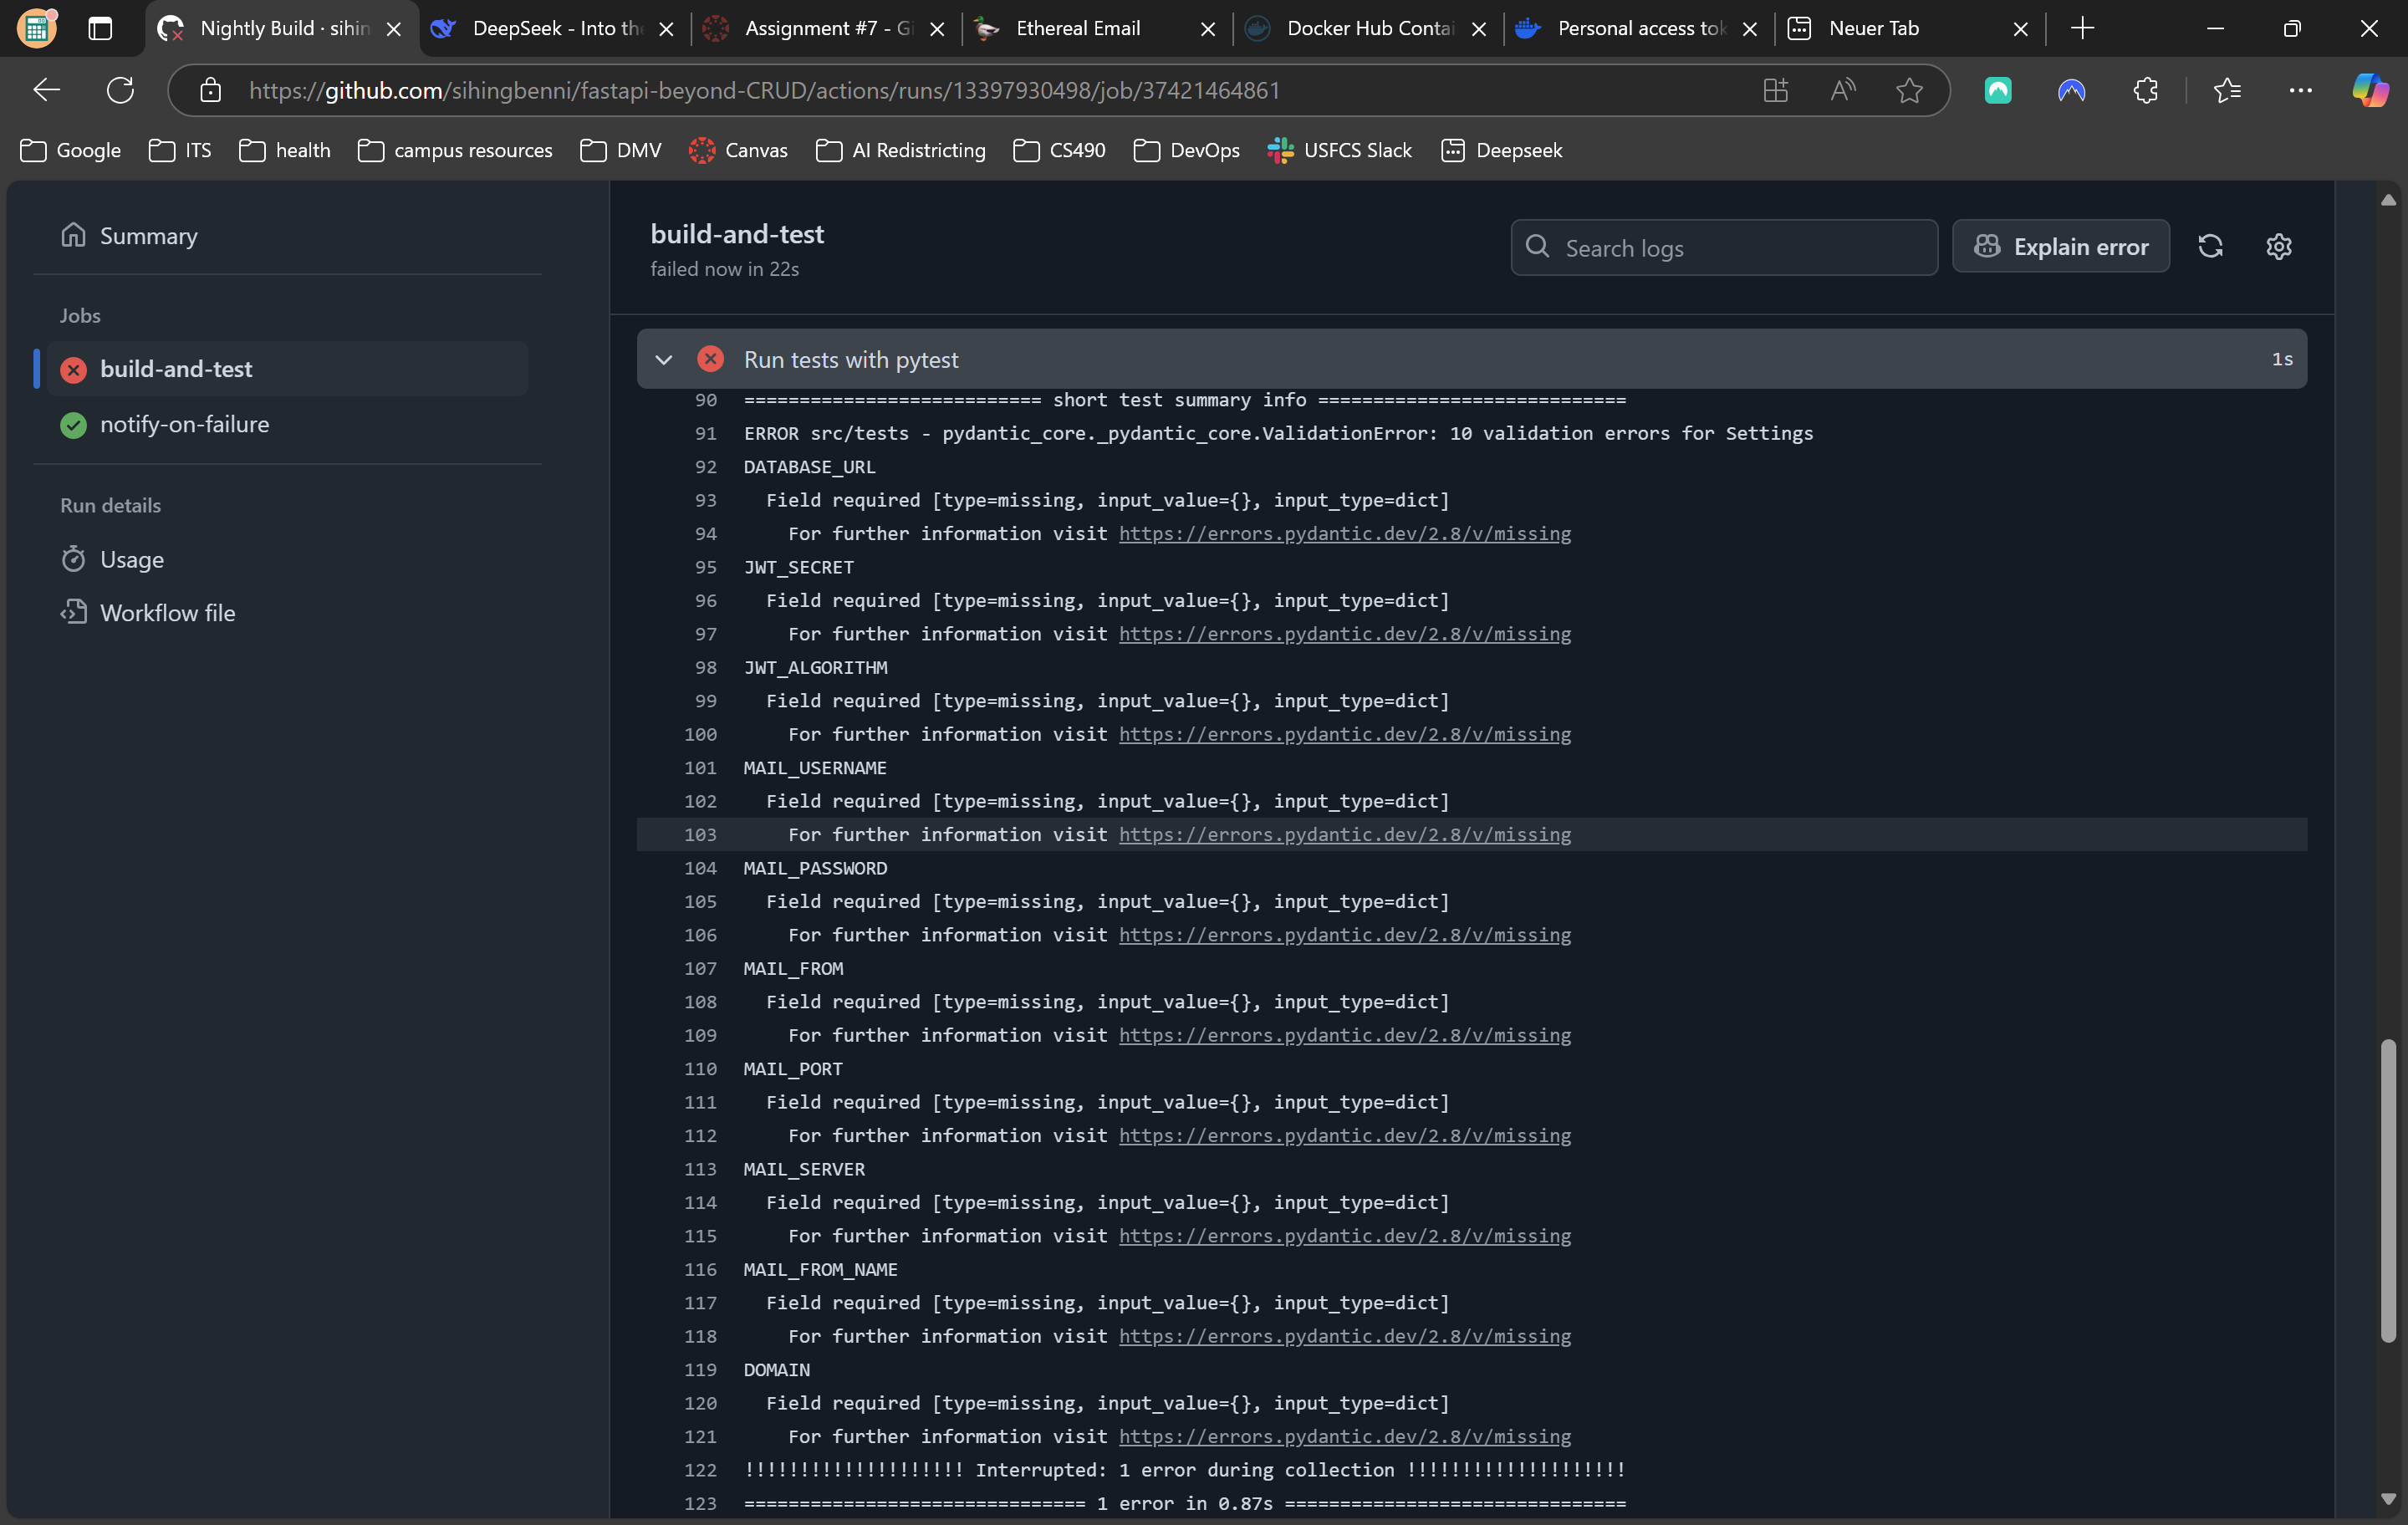 Nightly Build · sihin
DeepSeek - Into the
Assignment #7 - Gi
Ethereal Email
Docker Hub Contai
Personal access tok
Neuer Tab
https://github.com/sihingbenni/fastapi-beyond-CRUD/actions/runs/13397930498/job/37421464861
Google
ITS
health
campus resources
DMV
Canvas
AI Redistricting
CS490
DevOps
USFCS Slack
Deepseek
Summary
Jobs
build-and-test
notify-on-failure
Run details
Usage
Workflow file
build-and-test
failed now in 22s
Search logs
Explain error
Run tests with pytest
1s
90 =========================== short test summary info ============================
91 ERROR src/tests - pydantic_core._pydantic_core.ValidationError: 10 validation errors for Settings
92 DATABASE_URL
93 Field required [type=missing, input_value={}, input_type=dict]
94 For further information visit https://errors.pydantic.dev/2.8/v/missing
95 JWT_SECRET
96 Field required [type=missing, input_value={}, input_type=dict]
97 For further information visit https://errors.pydantic.dev/2.8/v/missing
98 JWT_ALGORITHM
99 Field required [type=missing, input_value={}, input_type=dict]
100 For further information visit https://errors.pydantic.dev/2.8/v/missing
101 MAIL_USERNAME
102 Field required [type=missing, input_value={}, input_type=dict]
103 For further information visit https://errors.pydantic.dev/2.8/v/missing
104 MAIL_PASSWORD
105 Field required [type=missing, input_value={}, input_type=dict]
106 For further information visit https://errors.pydantic.dev/2.8/v/missing
107 MAIL_FROM
108 Field required [type=missing, input_value={}, input_type=dict]
109 For further information visit https://errors.pydantic.dev/2.8/v/missing
110 MAIL_PORT
111 Field required [type=missing, input_value={}, input_type=dict]
112 For further information visit https://errors.pydantic.dev/2.8/v/missing
113 MAIL_SERVER
114 Field required [type=missing, input_value={}, input_type=dict]
115 For further information visit https://errors.pydantic.dev/2.8/v/missing
116 MAIL_FROM_NAME
117 Field required [type=missing, input_value={}, input_type=dict]
118 For further information visit https://errors.pydantic.dev/2.8/v/missing
119 DOMAIN
120 Field required [type=missing, input_value={}, input_type=dict]
121 For further information visit https://errors.pydantic.dev/2.8/v/missing
122 !!!!!!!!!!!!!!!!!!!! Interrupted: 1 error during collection !!!!!!!!!!!!!!!!!!!!
123 =============================== 1 error in 0.87s ===============================